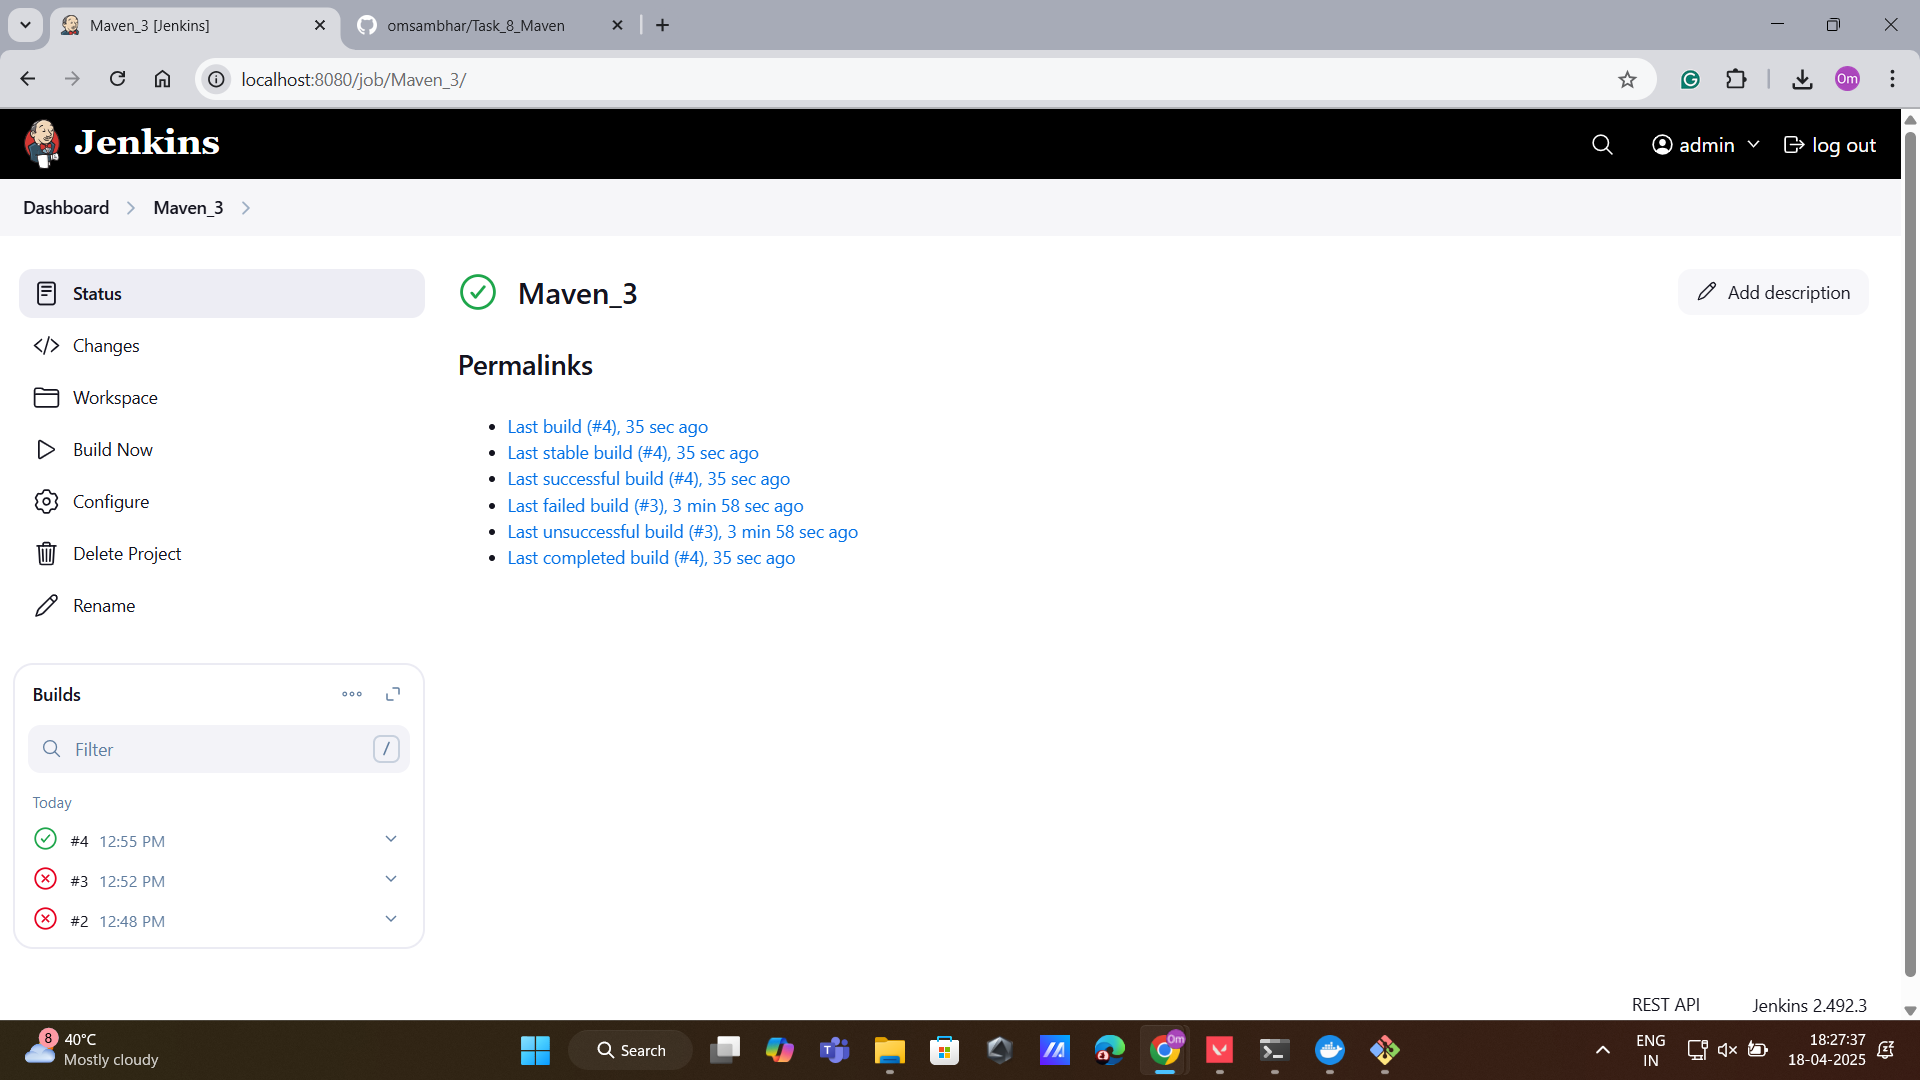 Maven_3 [Jenkins]
omsambhar/Task_8_Maven
localhost:8080/job/Maven_3/
Om
Jenkins
admin
log out
Dashboard
Maven_3
Status
Changes
Workspace
Build Now
Configure
Delete Project
Rename
Maven_3
Add description
Permalinks
Last build (#4), 35 sec ago
Last stable build (#4), 35 sec ago
Last successful build (#4), 35 sec ago
Last failed build (#3), 3 min 58 sec ago
Last unsuccessful build (#3), 3 min 58 sec ago
Last completed build (#4), 35 sec ago
Builds
Filter
/
Today
#4 12:55 PM
#3 12:52 PM
#2 12:48 PM
REST API
Jenkins 2.492.3
8
40°C
Mostly cloudy
Search
Om
ENG
IN
18:27:37
18-04-2025